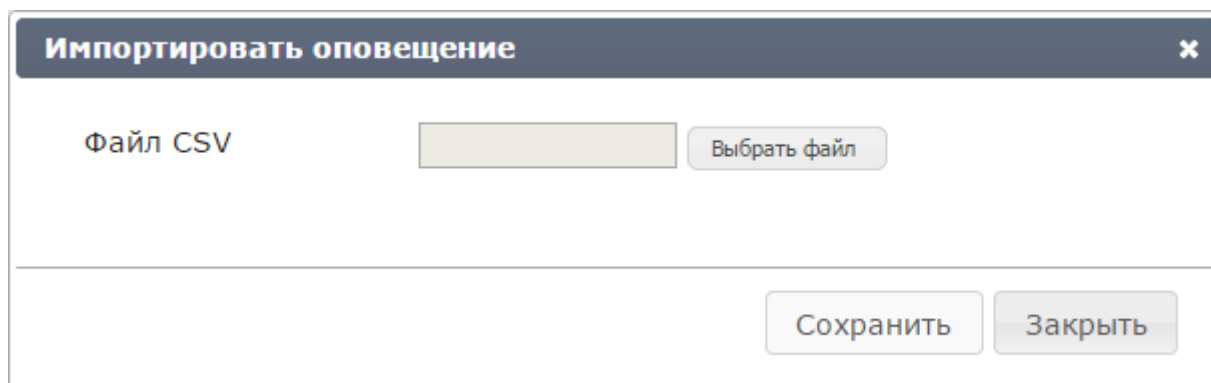 Импортировать оповещение
Файл CSV
Выбрать файл
Сохранить
Закрыть